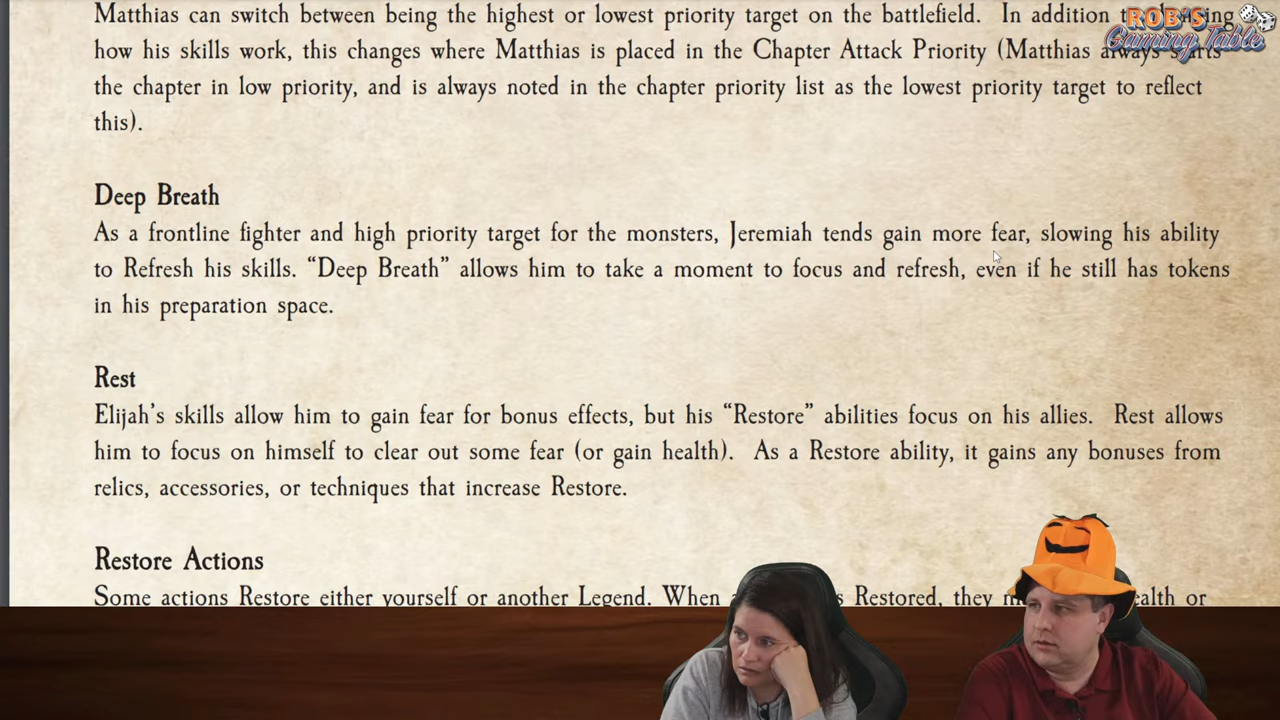 Matthias can switch between being the highest or lowest priority target on the battlefield. In addition
how his skills work, this changes where Matthias is placed in the Chapter Attack Priority (Matthias always starts
the chapter in low priority, and is always noted in the chapter priority list as the lowest priority target to reflect
this).
Deep Breath
As a frontline fighter and high priority target for the monsters, Jeremiah tends gain more fear, slowing his ability
to Refresh his skills. “Deep Breath” allows him to take a moment to focus and refresh, even if he still has tokens
in his preparation space.
Rest
Elijah’s skills allow him to gain fear for bonus effects, but his “Restore” abilities focus on his allies. Rest allows
him to focus on himself to clear out some fear (or gain health). As a Restore ability, it gains any bonuses from
relics, accessories, or techniques that increase Restore.
Restore Actions
Some actions Restore either yourself or another Legend. When Restored, they or
ROB'S
Gaming Table